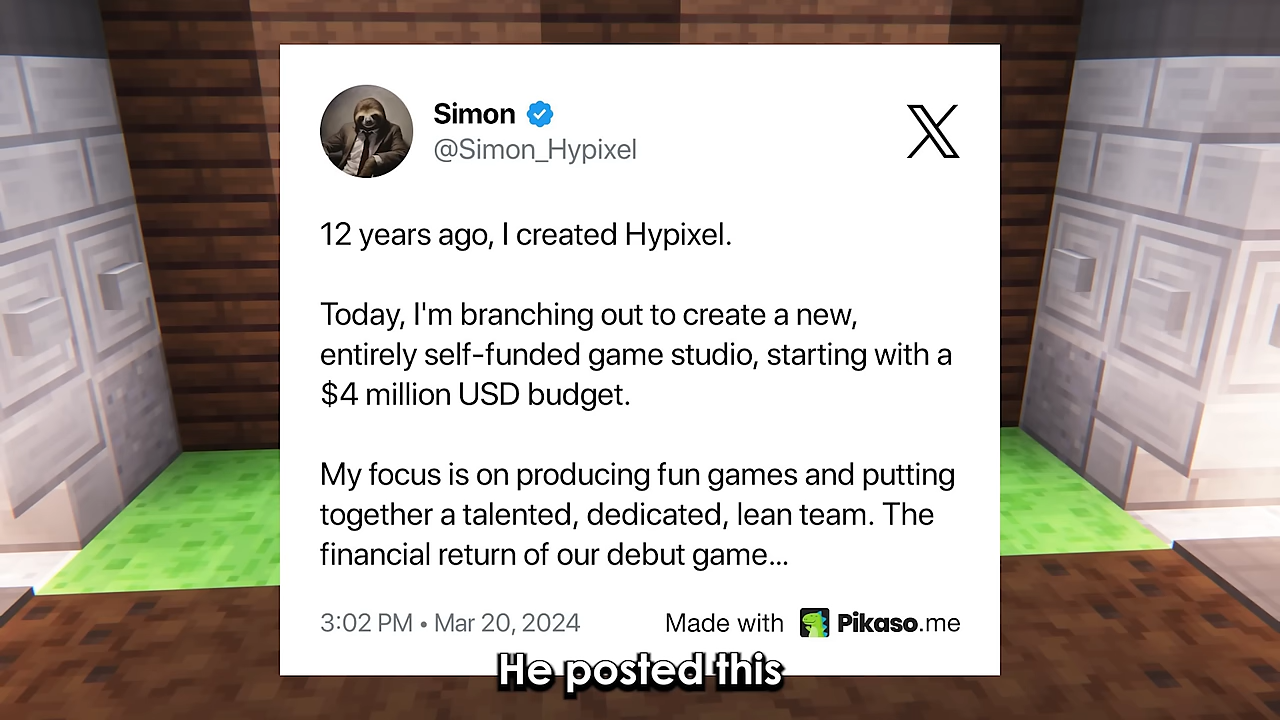 Simon
@Simon_Hypixel
12 years ago, I created Hypixel.
Today, I'm branching out to create a new,
entirely self-funded game studio, starting with a
$4 million USD budget.
My focus is on producing fun games and putting
together a talented, dedicated, lean team. The
financial return of our debut game...
3:02 PM • Mar 20, 2024
Made with Pikaso.me
He posted this